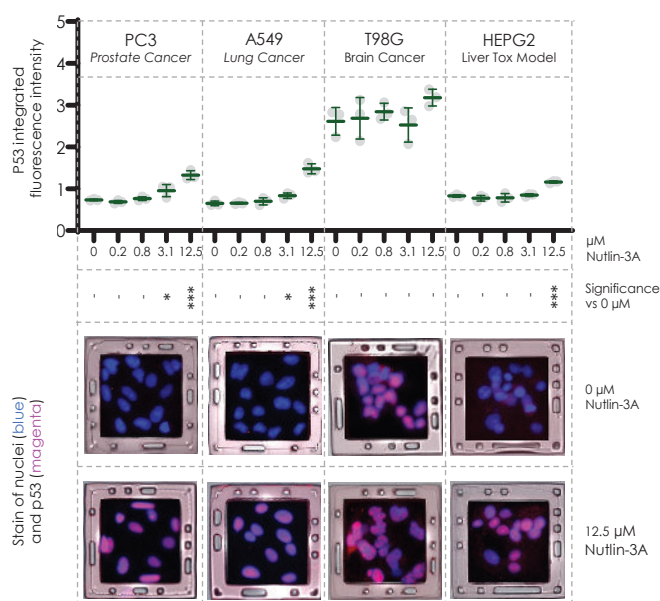 PC3
Prostate Cancer
A549
Lung Cancer
T98G
Brain Cancer
HEPG2
Liver Tox Model
P53 integrated
fluorescence intensity
5
4
3
2
1
0
0 0.2 0.8 3.1 12.5 0 0.2 0.8 3.1 12.5 0 0.2 0.8 3.1 12.5 0 0.2 0.8 3.1 12.5
µM
Nutlin-3A
- - - * *** - - - * *** - - - - - - - - - ***
Significance
vs 0 µM
Stain of nuclei (blue)
and p53 (magenta)
0 µM
Nutlin-3A
12.5 µM
Nutlin-3A